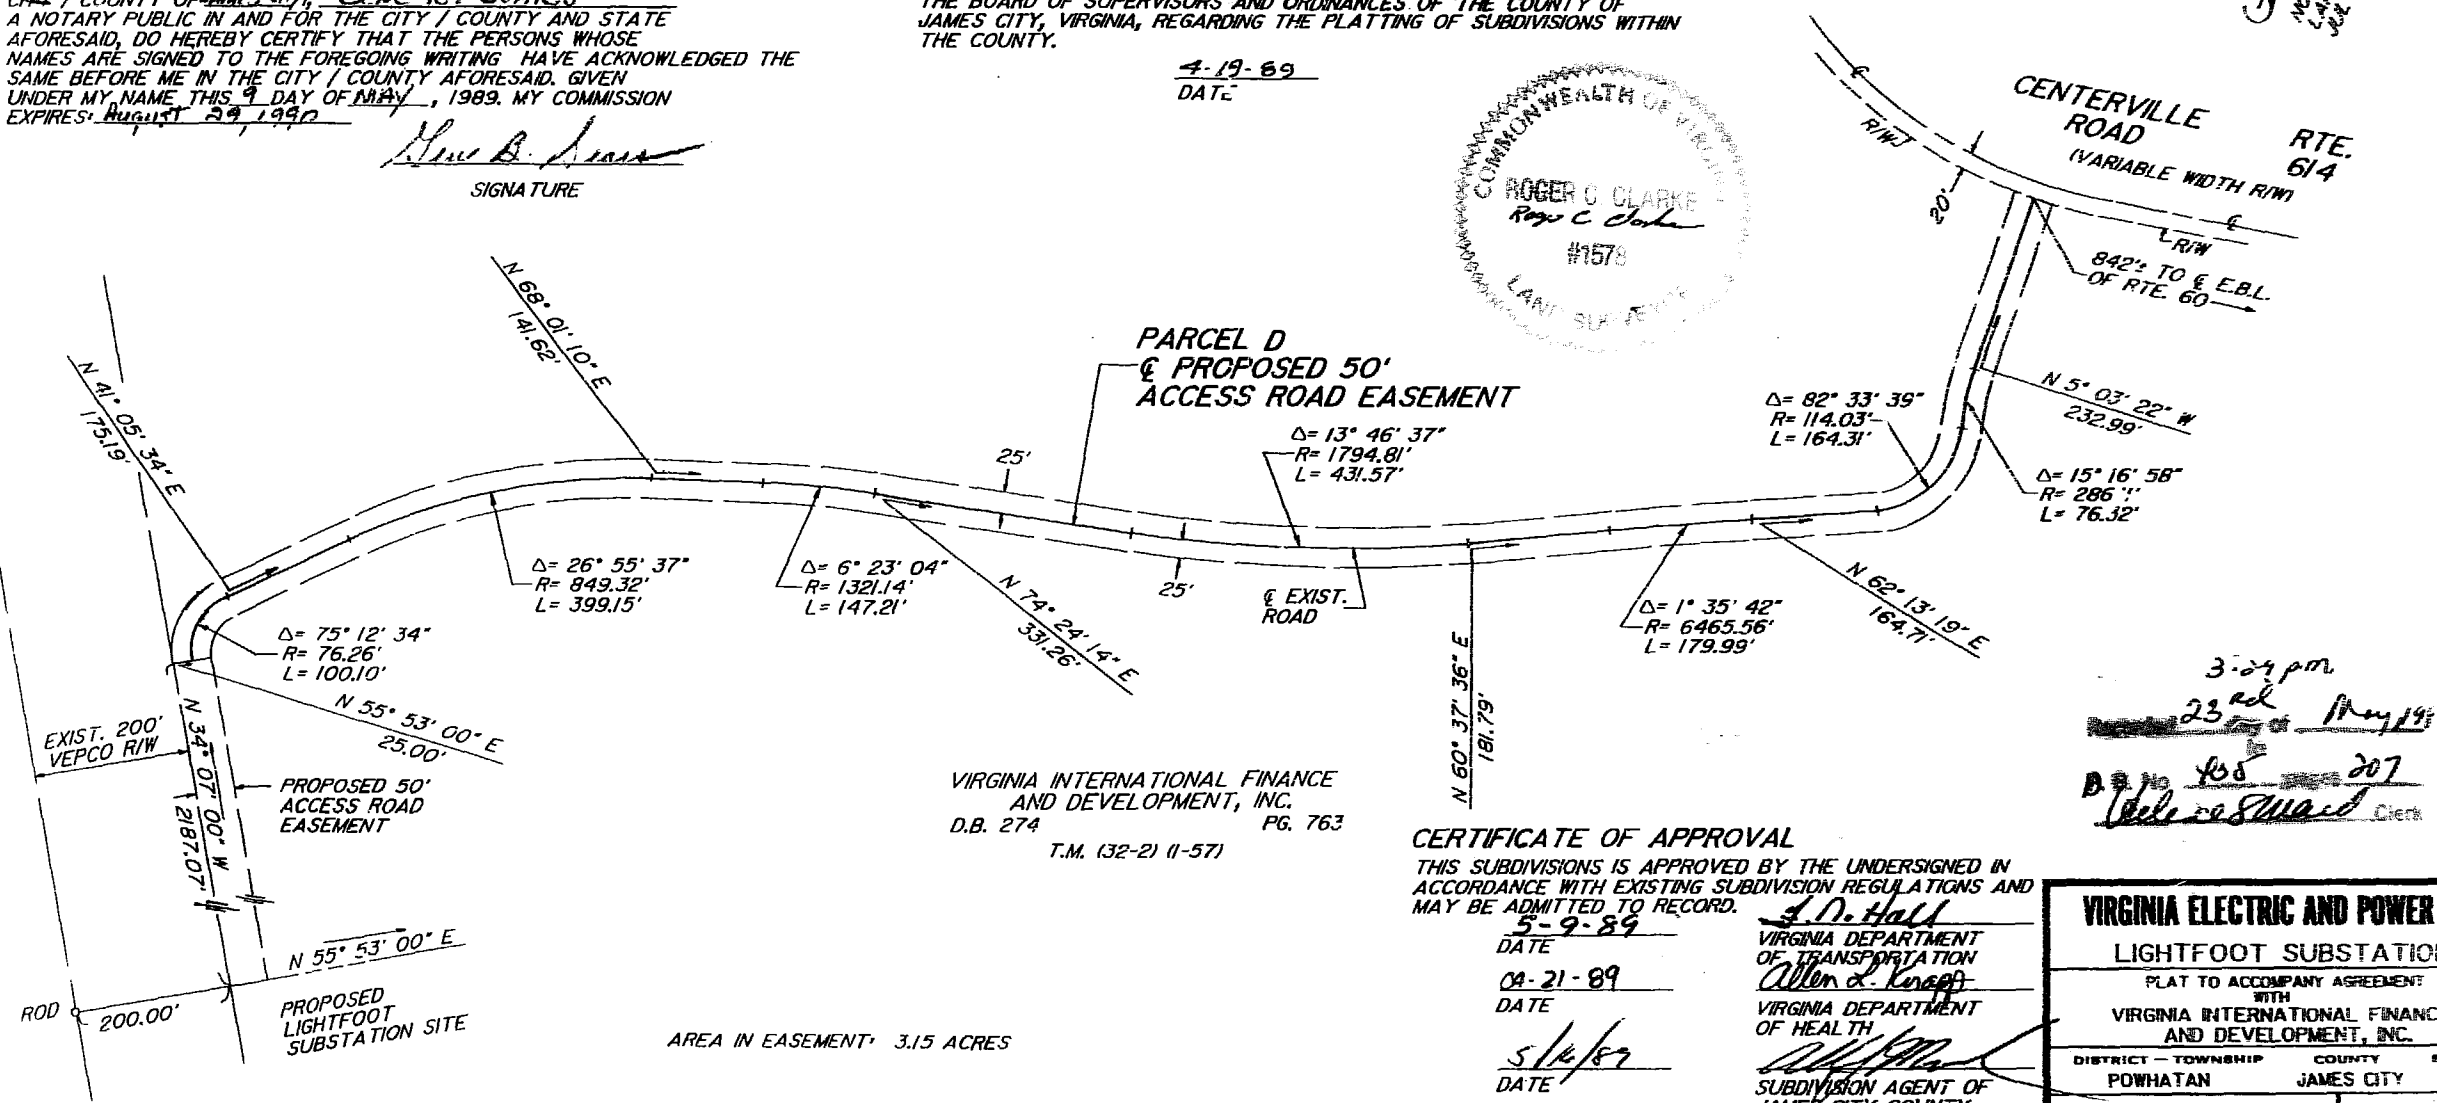 A NOTARY PUBLIC IN AND FOR THE CITY / COUNTY AND STATE
AFORESAID, DO HEREBY CERTIFY THAT THE PERSONS WHOSE
NAMES ARE SIGNED TO THE FOREGOING WRITING HAVE ACKNOWLEDGED THE
SAME BEFORE ME IN THE CITY / COUNTY AFORESAID. GIVEN
UNDER MY NAME THIS 9 DAY OF MAY, 1989. MY COMMISSION
EXPIRES: AUGUST 29 1990
SIGNATURE
THE BOARD OF SUPERVISORS AND ORDINANCES OF THE COUNTY OF
JAMES CITY, VIRGINIA, REGARDING THE PLATTING OF SUBDIVISIONS WITHIN
THE COUNTY.
4-19-89
DATE
COMMONWEALTH OF VIRGINIA
ROGER C. CLARKE
Roger C Clarke
#1578
LAND SURVEYOR
CENTERVILLE
ROAD
RTE.
614
(VARIABLE WIDTH R/W)
℄
R/W
20'
℄
R/W
842'± TO ℄ E.B.L.
OF RTE. 60
N 5° 03' 22" W
232.99'
Δ= 15° 16' 58"
R= 286
L= 76.32'
Δ= 82° 33' 39"
R= 114.03'
L= 164.31'
N 62° 13' 19" E
164.71'
Δ= 1° 35' 42"
R= 6465.56'
L= 179.99'
N 60° 37' 36" E
181.79'
PARCEL D
℄ PROPOSED 50'
ACCESS ROAD EASEMENT
Δ= 13° 46' 37"
R= 1794.81'
L= 431.57'
25'
25'
℄ EXIST.
ROAD
N 74° 24' 14" E
331.26'
Δ= 6° 23' 04"
R= 1321.14'
L= 147.21'
N 68° 01' 10" E
141.62'
Δ= 26° 55' 37"
R= 849.32'
L= 399.15'
N 41° 05' 34" E
175.19'
Δ= 75° 12' 34"
R= 76.26'
L= 100.10'
N 55° 53' 00" E
25.00'
EXIST. 200'
VEPCO R/W
N 34° 07' 00" W
2187.07'
PROPOSED 50'
ACCESS ROAD
EASEMENT
N 55° 53' 00" E
ROD
200.00'
PROPOSED
LIGHTFOOT
SUBSTATION SITE
AREA IN EASEMENT: 3.15 ACRES
VIRGINIA INTERNATIONAL FINANCE
AND DEVELOPMENT, INC.
D.B. 274 PG. 763
T.M. (32-2) (1-57)
CERTIFICATE OF APPROVAL
THIS SUBDIVISIONS IS APPROVED BY THE UNDERSIGNED IN
ACCORDANCE WITH EXISTING SUBDIVISION REGULATIONS AND
MAY BE ADMITTED TO RECORD.
5-9-89
DATE
Hall
VIRGINIA DEPARTMENT
OF TRANSPORTATION
04-21-89
DATE
Allen L. Knapp
VIRGINIA DEPARTMENT
OF HEALTH
DATE
SUBDIVISION AGENT OF
JAMES CITY COUNTY
23rd May
207
Clerk
VIRGINIA ELECTRIC AND POWER
LIGHTFOOT SUBSTATIO
PLAT TO ACCOMPANY AGREEMENT
WITH
VIRGINIA INTERNATIONAL FINANC
AND DEVELOPMENT, INC.
DISTRICT - TOWNSHIP COUNTY
POWHATAN JAMES CITY